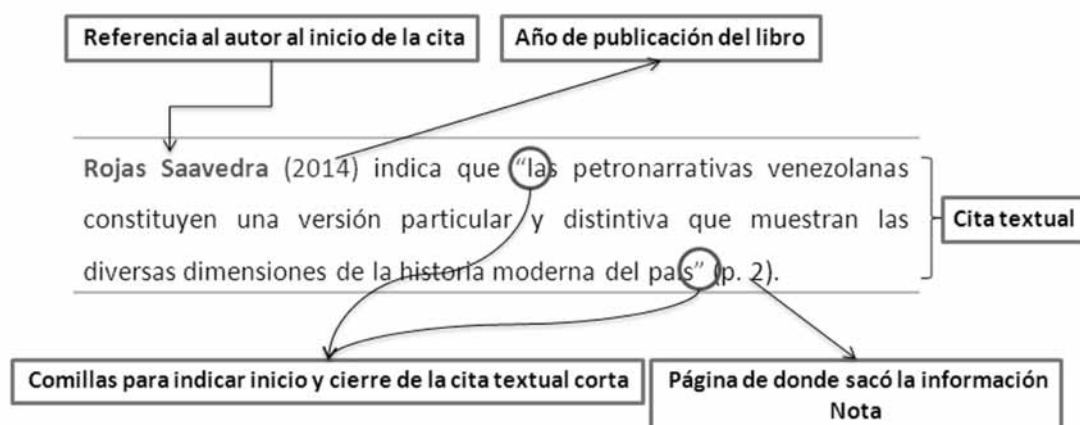 Referencia al autor al inicio de la cita
Año de publicación del libro
Rojas Saavedra (2014) indica que “las petronarrativas venezolanas
constituyen una versión particular y distintiva que muestran las
diversas dimensiones de la historia moderna del país” (p. 2).
Cita textual
Comillas para indicar inicio y cierre de la cita textual corta
Página de donde sacó la información
Nota